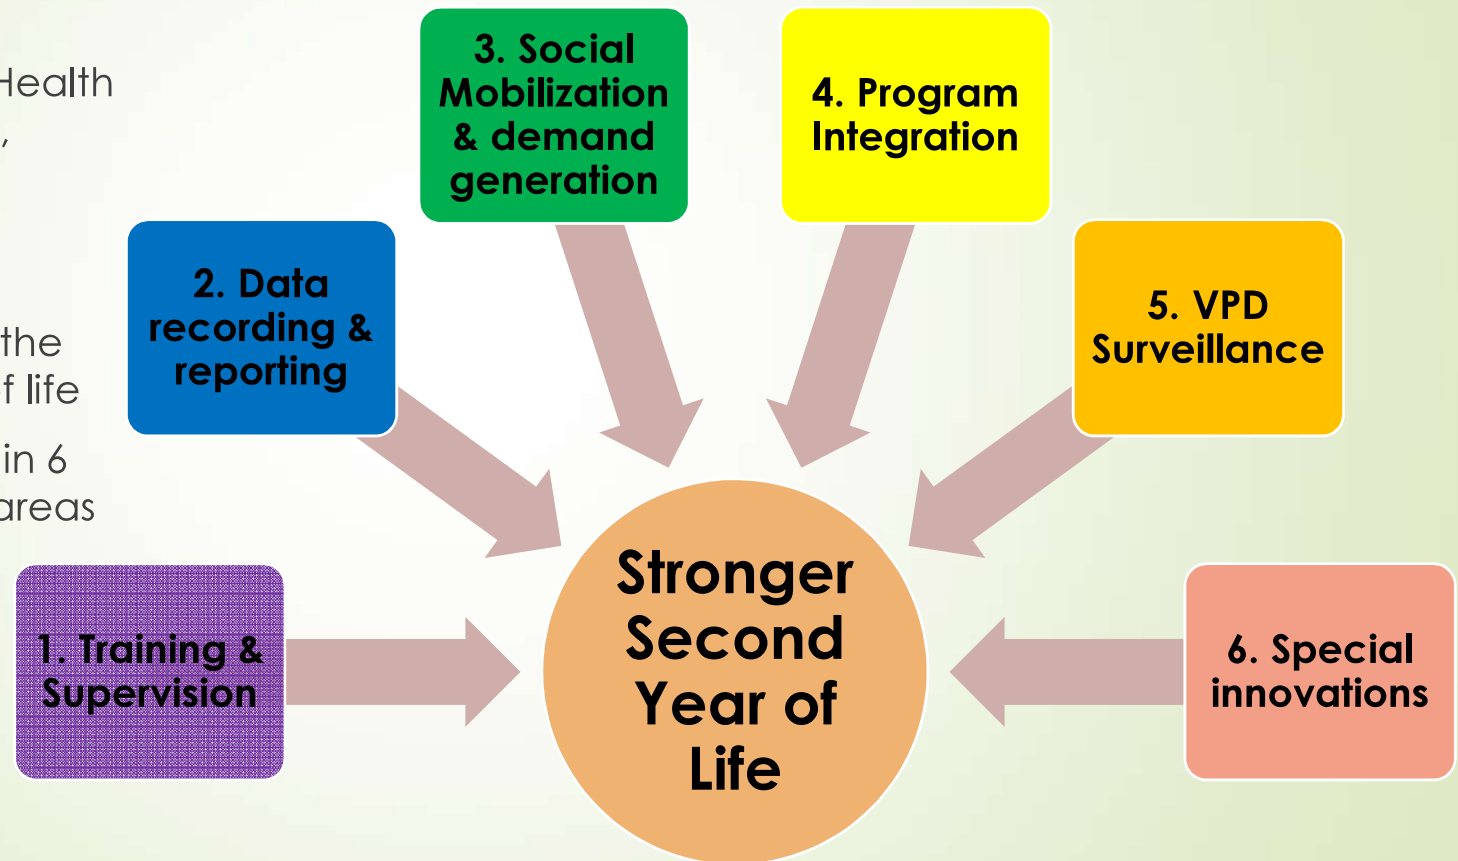 Health
,
the
f life
in 6
areas
1. Training &
Supervision
2. Data
recording &
reporting
3. Social
Mobilization
& demand
generation
4. Program
Integration
5. VPD
Surveillance
6. Special
innovations
Stronger
Second
Year of
Life